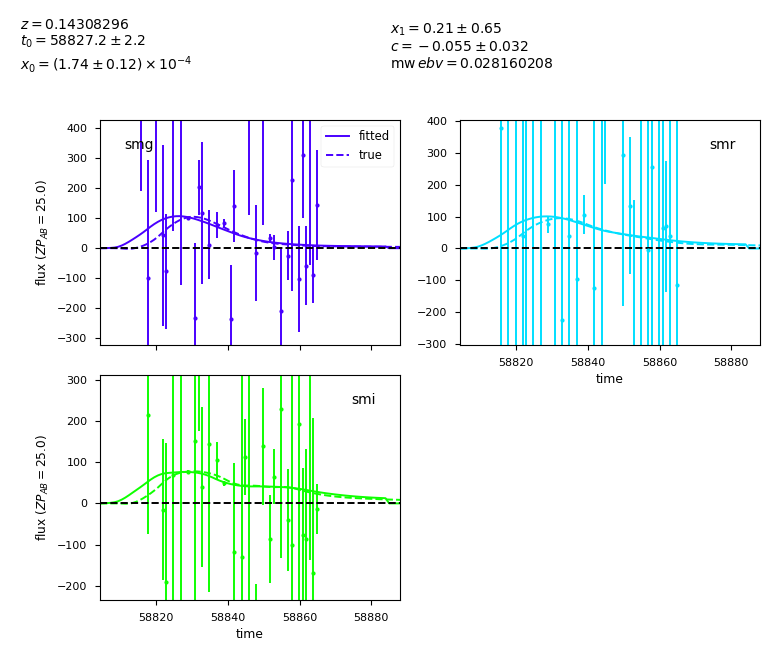 z = 0.14308296
t₀ = 58827.2 ± 2.2
x₀ = (1.74 ± 0.12) × 10⁻⁴
x₁ = 0.21 ± 0.65
c = −0.055 ± 0.032
mw ebv = 0.028160208
smg
fitted
true
flux (ZP_AB = 25.0)
400
300
200
100
0
−100
−200
−300
smr
400
300
200
100
0
−100
−200
−300
58820 58840 58860 58880
time
smi
flux (ZP_AB = 25.0)
300
200
100
0
−100
−200
58820 58840 58860 58880
time